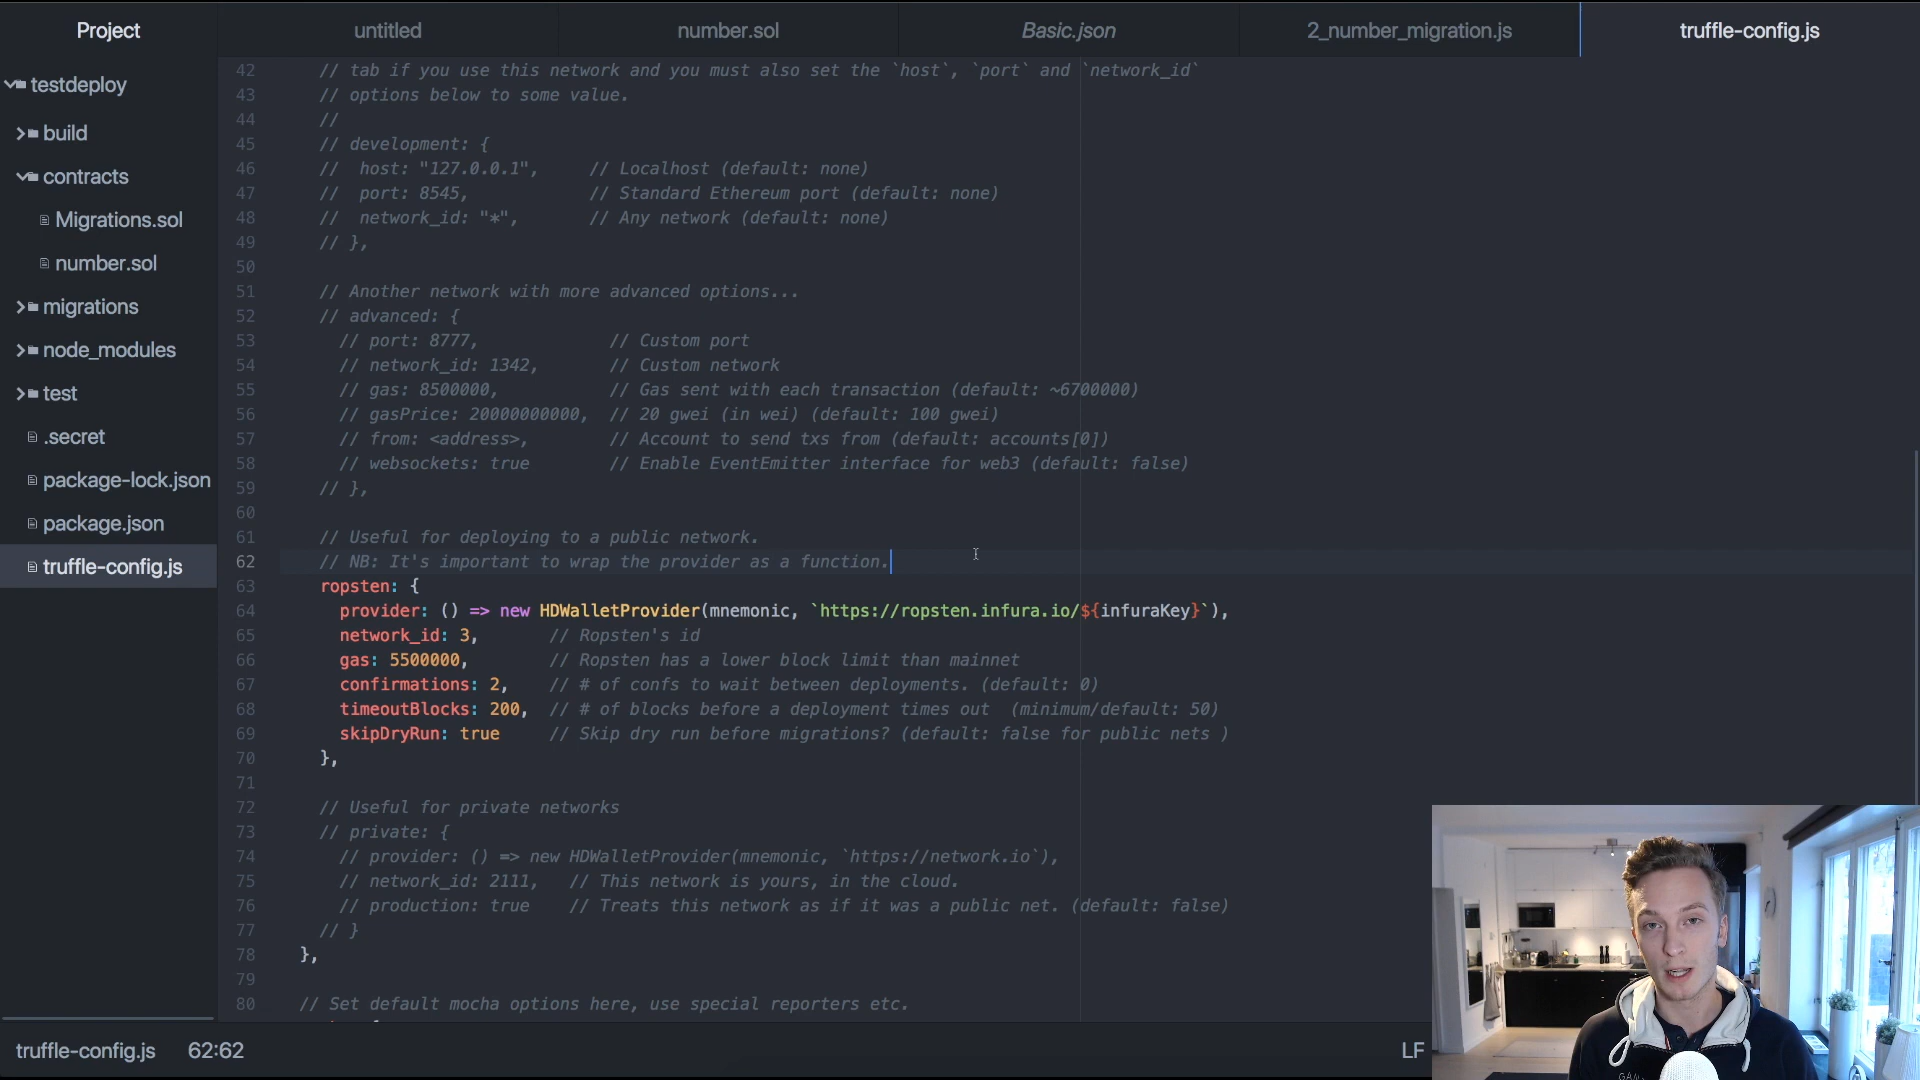 Project
untitled
number.sol
Basic.json
2_number_migration.js
truffle-config.js
testdeploy
build
contracts
Migrations.sol
number.sol
migrations
node_modules
test
.secret
package-lock.json
package.json
truffle-config.js
42 // tab if you use this network and you must also set the `host`, `port` and `network_id`
43 // options below to some value.
44 //
45 // development: {
46 //  host: "127.0.0.1",     // Localhost (default: none)
47 //  port: 8545,            // Standard Ethereum port (default: none)
48 //  network_id: "*",       // Any network (default: none)
49 // },
50
51 // Another network with more advanced options...
52 // advanced: {
53 // port: 8777,             // Custom port
54 // network_id: 1342,       // Custom network
55 // gas: 8500000,           // Gas sent with each transaction (default: ~6700000)
56 // gasPrice: 20000000000,  // 20 gwei (in wei) (default: 100 gwei)
57 // from: <address>,        // Account to send txs from (default: accounts[0])
58 // websockets: true        // Enable EventEmitter interface for web3 (default: false)
59 // },
60
61 // Useful for deploying to a public network.
62 // NB: It's important to wrap the provider as a function.
63 ropsten: {
64 provider: () => new HDWalletProvider(mnemonic, `https://ropsten.infura.io/${infuraKey}`),
65 network_id: 3,       // Ropsten's id
66 gas: 5500000,        // Ropsten has a lower block limit than mainnet
67 confirmations: 2,    // # of confs to wait between deployments. (default: 0)
68 timeoutBlocks: 200,  // # of blocks before a deployment times out  (minimum/default: 50)
69 skipDryRun: true     // Skip dry run before migrations? (default: false for public nets )
70 },
71
72 // Useful for private networks
73 // private: {
74 // provider: () => new HDWalletProvider(mnemonic, `https://network.io`),
75 // network_id: 2111,   // This network is yours, in the cloud.
76 // production: true    // Treats this network as if it was a public net. (default: false)
77 // }
78 },
79
80 // Set default mocha options here, use special reporters etc.
truffle-config.js 62:62
LF